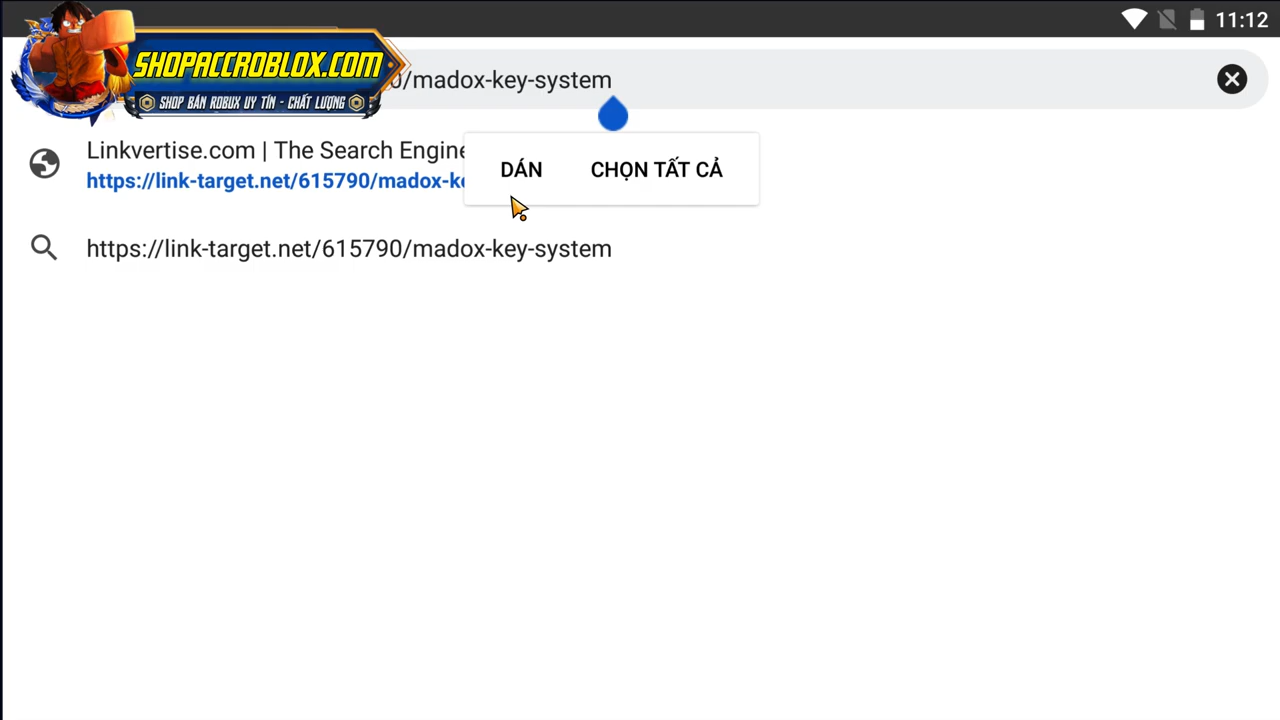 11:12
SHOPACCROBLOX.COM
SHOP BÁN ROBUX UY TÍN - CHẤT LƯỢNG
0/madox-key-system
Linkvertise.com | The Search Engine
https://link-target.net/615790/madox-k
DÁN
CHỌN TẤT CẢ
https://link-target.net/615790/madox-key-system